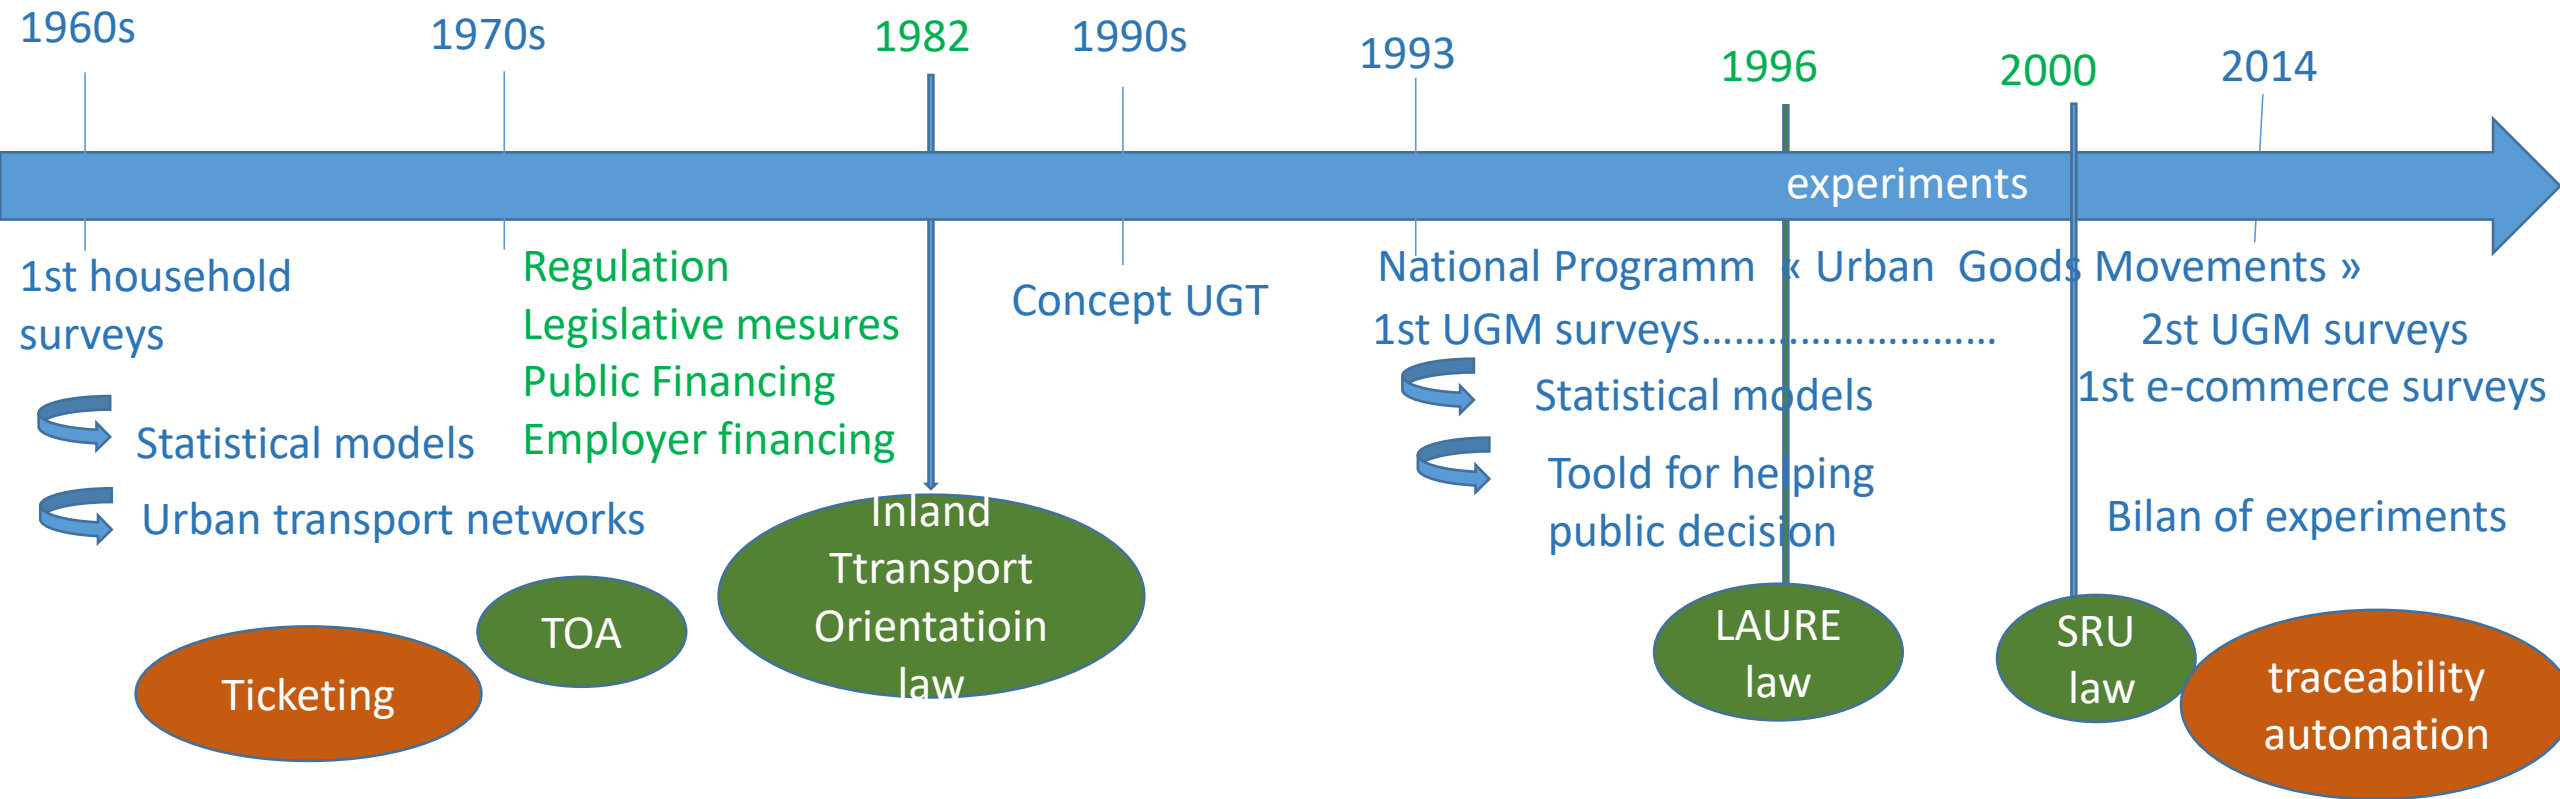 1960s
1970s
1982
1990s
1993
1996
2000
2014
experiments
1st household
surveys
Statistical models
Urban transport networks
Regulation
Legislative mesures
Public Financing
Employer financing
Concept UGT
National Programm « Urban Goods Movements »
1st UGM surveys..............................
Statistical models
Toold for helping
public decision
2st UGM surveys
1st e-commerce surveys
Bilan of experiments
Ticketing
TOA
Inland
Ttransport
Orientatioin
law
LAURE
law
SRU
law
traceability
automation